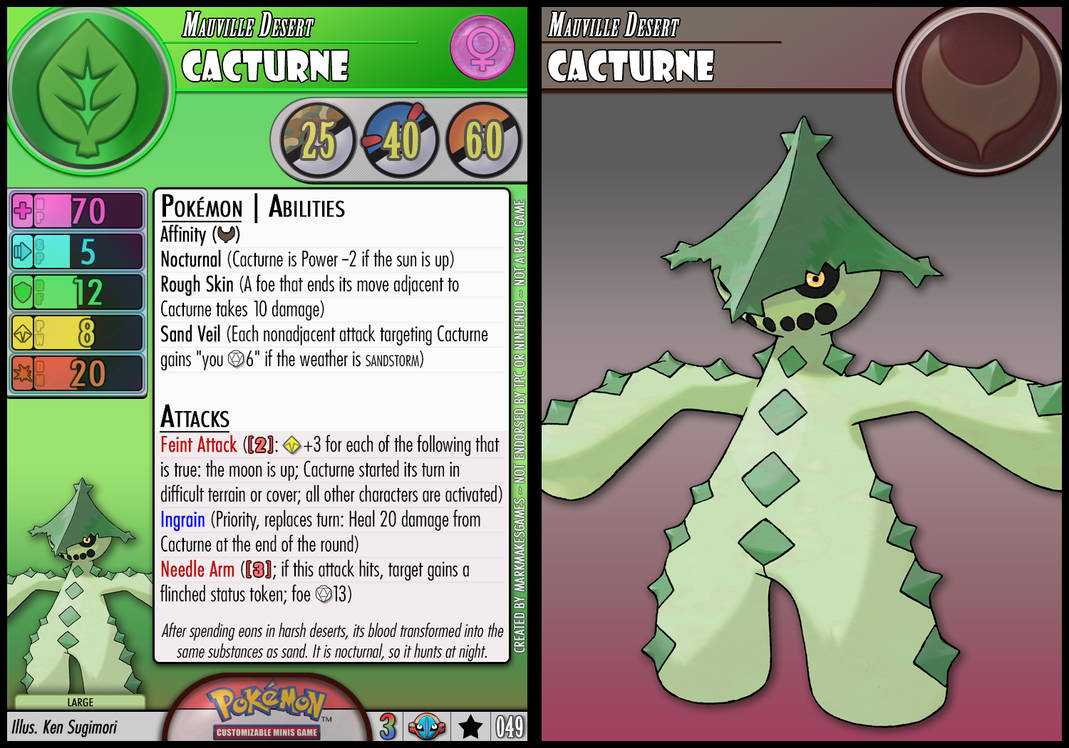 Mauville Desert
CACTURNE
25 40 60
HP 70
SP 5
DF 12
PW 8
DM 20
Pokémon | Abilities
Affinity ( )
Nocturnal (Cacturne is Power –2 if the sun is up)
Rough Skin (A foe that ends its move adjacent to
Cacturne takes 10 damage)
Sand Veil (Each nonadjacent attack targeting Cacturne
gains "you 6" if the weather is SANDSTORM)
Attacks
Feint Attack ([2]: +3 for each of the following that
is true: the moon is up; Cacturne started its turn in
difficult terrain or cover; all other characters are activated)
Ingrain (Priority, replaces turn: Heal 20 damage from
Cacturne at the end of the round)
Needle Arm ([3]; if this attack hits, target gains a
flinched status token; foe 13)
After spending eons in harsh deserts, its blood transformed into the
same substances as sand. It is nocturnal, so it hunts at night.
CREATED BY MARKMAKESGAMES – NOT ENDORSED BY TPC OR NINTENDO – NOT A REAL GAME
LARGE
Illus. Ken Sugimori
POKÉMON TM
CUSTOMIZABLE MINIS GAME
3
049
Mauville Desert
CACTURNE